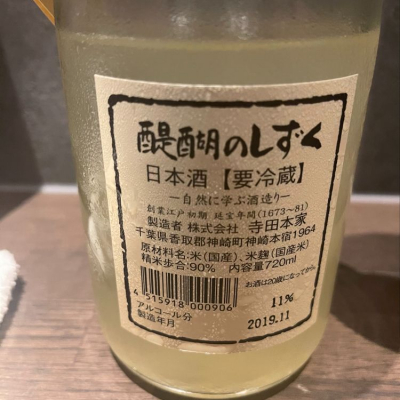 醍醐のしずく
日本酒【要冷蔵】
―自然に学ぶ酒造り―
創業江戸初期 延宝年間(1673~81)
製造者 株式会社 寺田本家
千葉県香取郡神崎町神崎本宿1964
原材料名:米(国産)、米麹(国産米)
精米歩合:90% 内容量720ml
お酒は20歳になってから。
4 515918 000906
アルコール分 11%
製造年月 2019.11